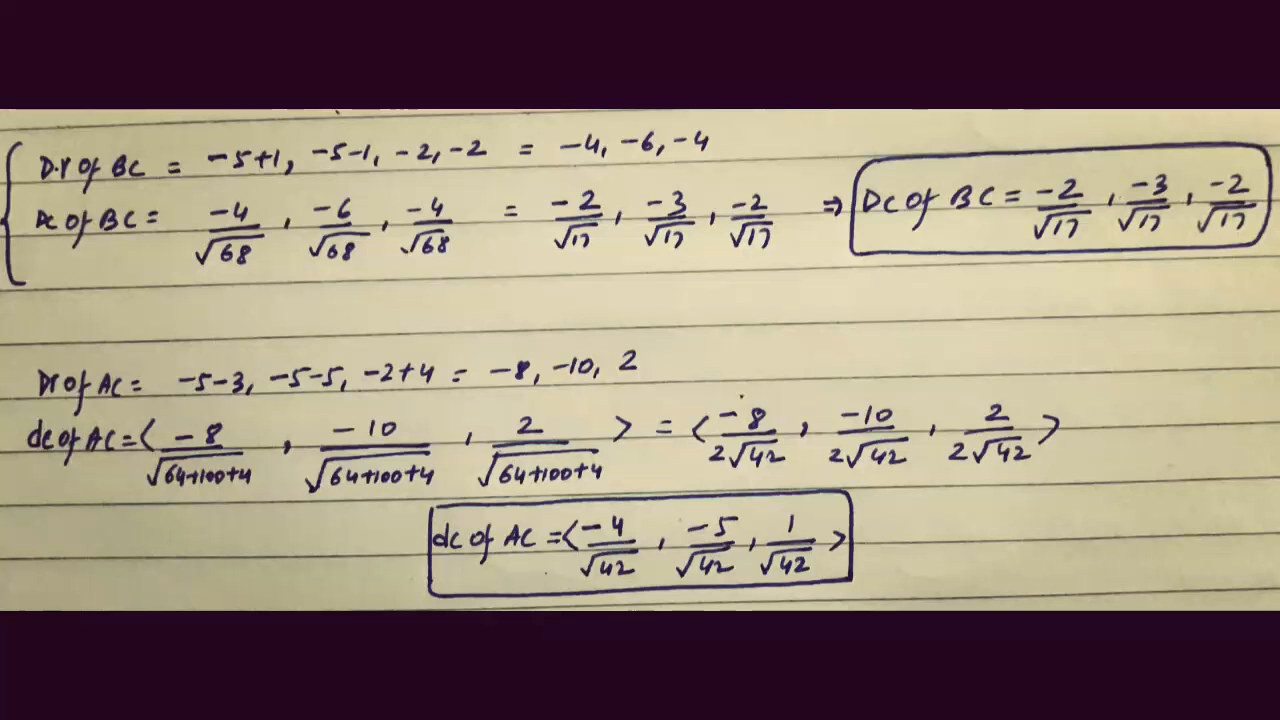 D.r of BC = -5+1, -5-1, -2, -2 = -4, -6, -4
Dc of BC = -4/√68, -6/√68, -4/√68 = -2/√17, -3/√17, -2/√17 ⇒ Dc of BC = -2/√17, -3/√17, -2/√17
Dr of AC = -5-3, -5-5, -2+4 = -8, -10, 2
dc of AC = < -8/√64+100+4, -10/√64+100+4, 2/√64+100+4 > = < -8/2√42, -10/2√42, 2/2√42 >
dc of AC = < -4/√42, -5/√42, 1/√42 >